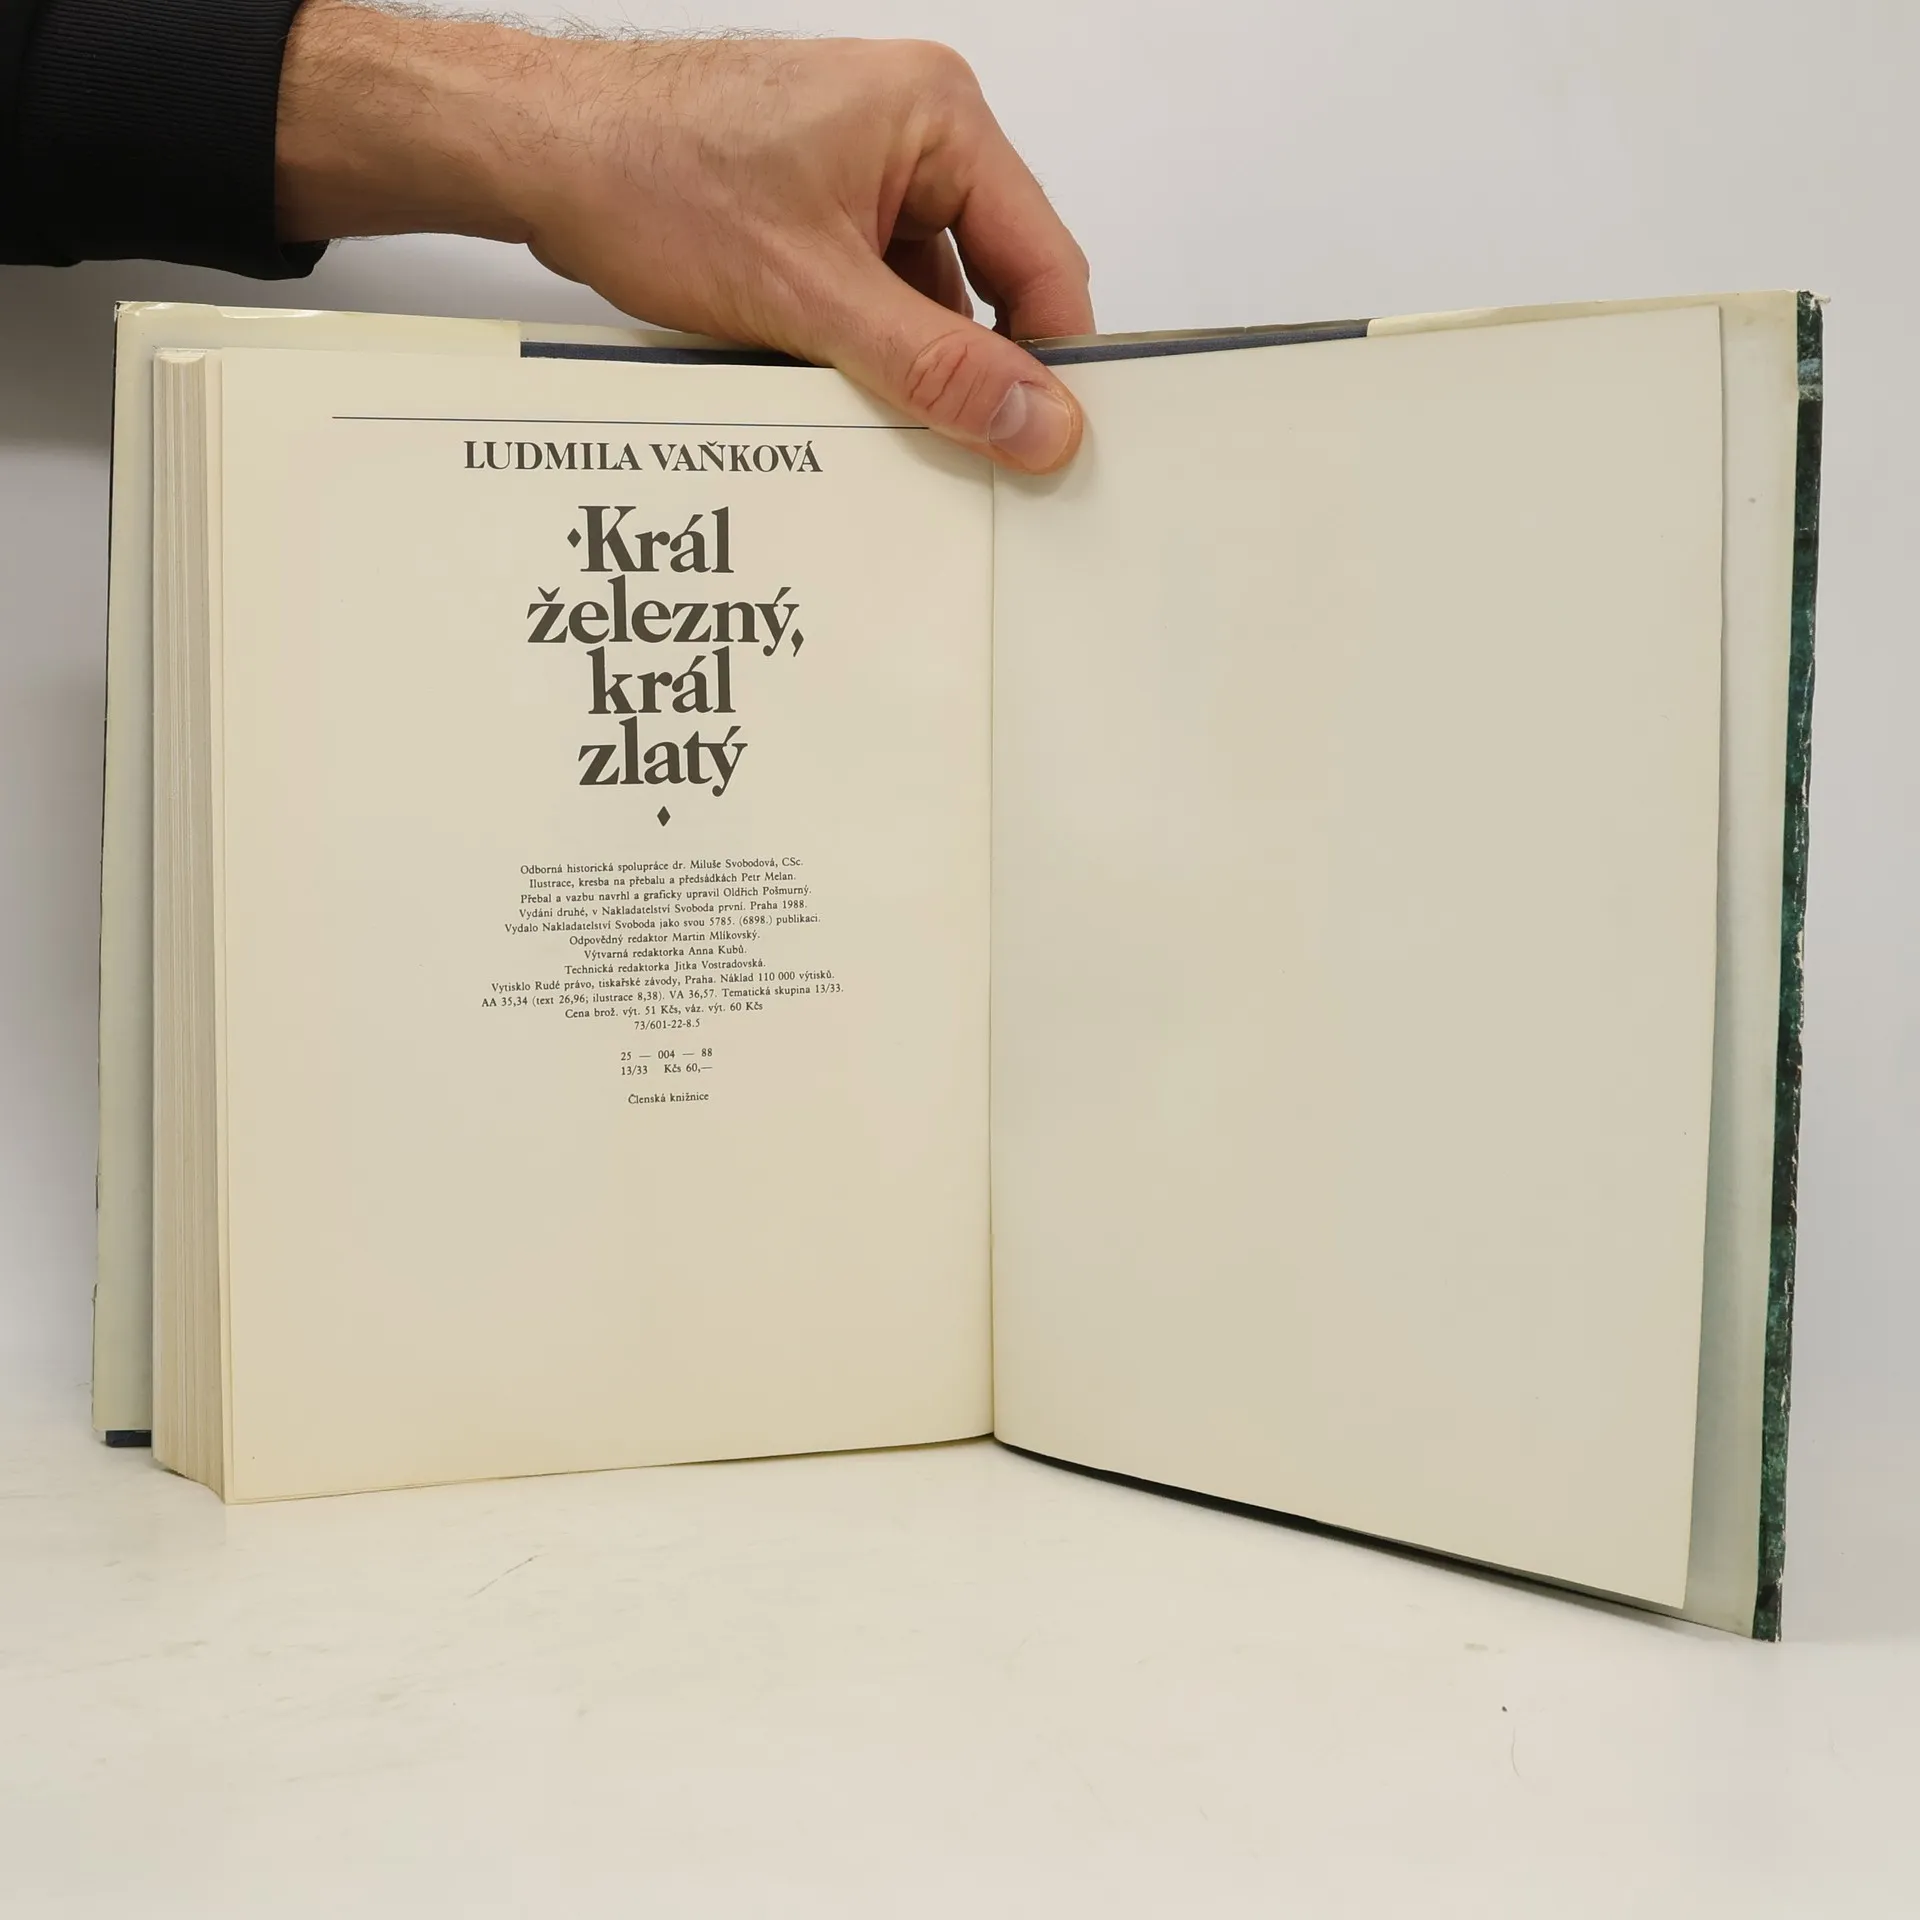 LUDMILA VAŇKOVÁ
Král
železný,
král
zlatý
Odborná historická spolupráce dr. Miluše Svobodová, CSc.
Ilustrace, kresba na přebalu a předsádkách Petr Melan.
Přebal a vazbu navrhl a graficky upravil Oldřich Pošmurný.
Vydání druhé, v Nakladatelství Svoboda první. Praha 1988.
Vydalo Nakladatelství Svoboda jako svou 5785. (6898.) publikaci.
Odpovědný redaktor Martin Mlíkovský.
Výtvarná redaktorka Anna Kubů.
Technická redaktorka Jitka Vostradovská.
Vytisklo Rudé právo, tiskařské závody, Praha. Náklad 110 000 výtisků.
AA 35,34 (text 26,96; ilustrace 8,38). VA 36,57. Tematická skupina 13/33.
Cena brož. výt. 51 Kčs, váz. výt. 60 Kčs
73/601-22-8.5
25 — 004 — 88
13/33 Kčs 60,—
Členská knižnice